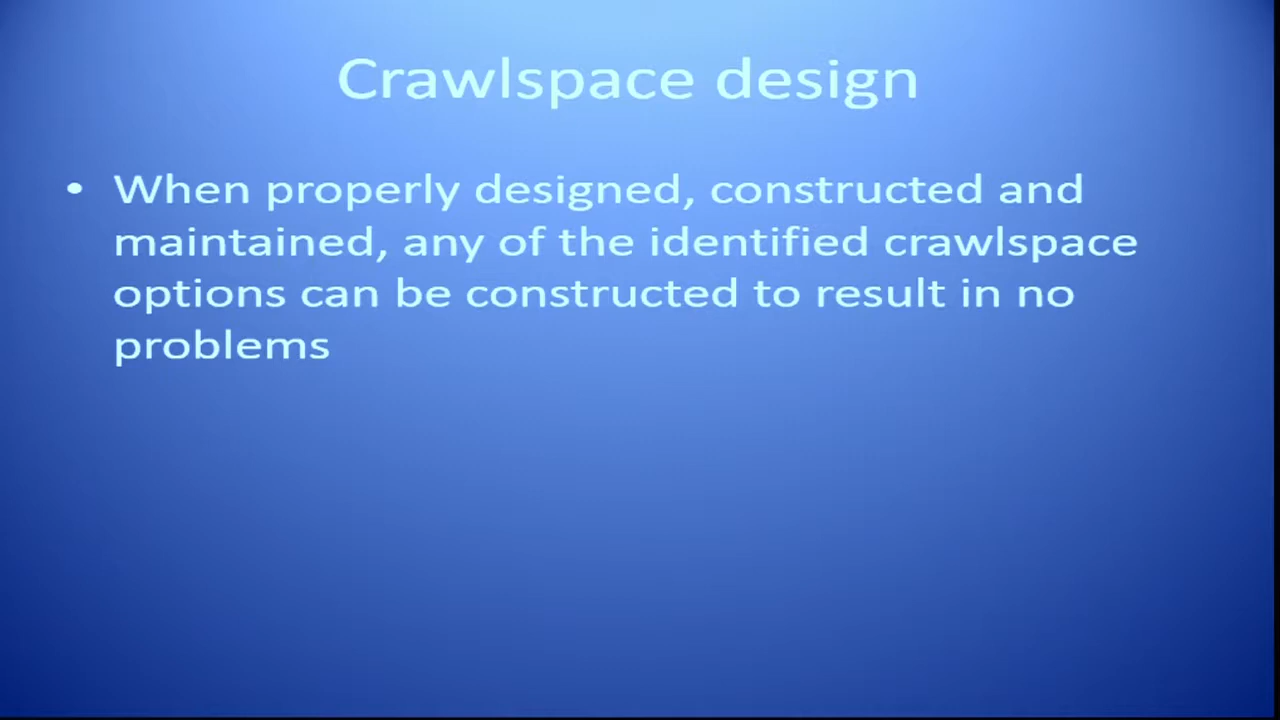 Crawlspace design
• When properly designed, constructed and
maintained, any of the identified crawlspace
options can be constructed to result in no
problems